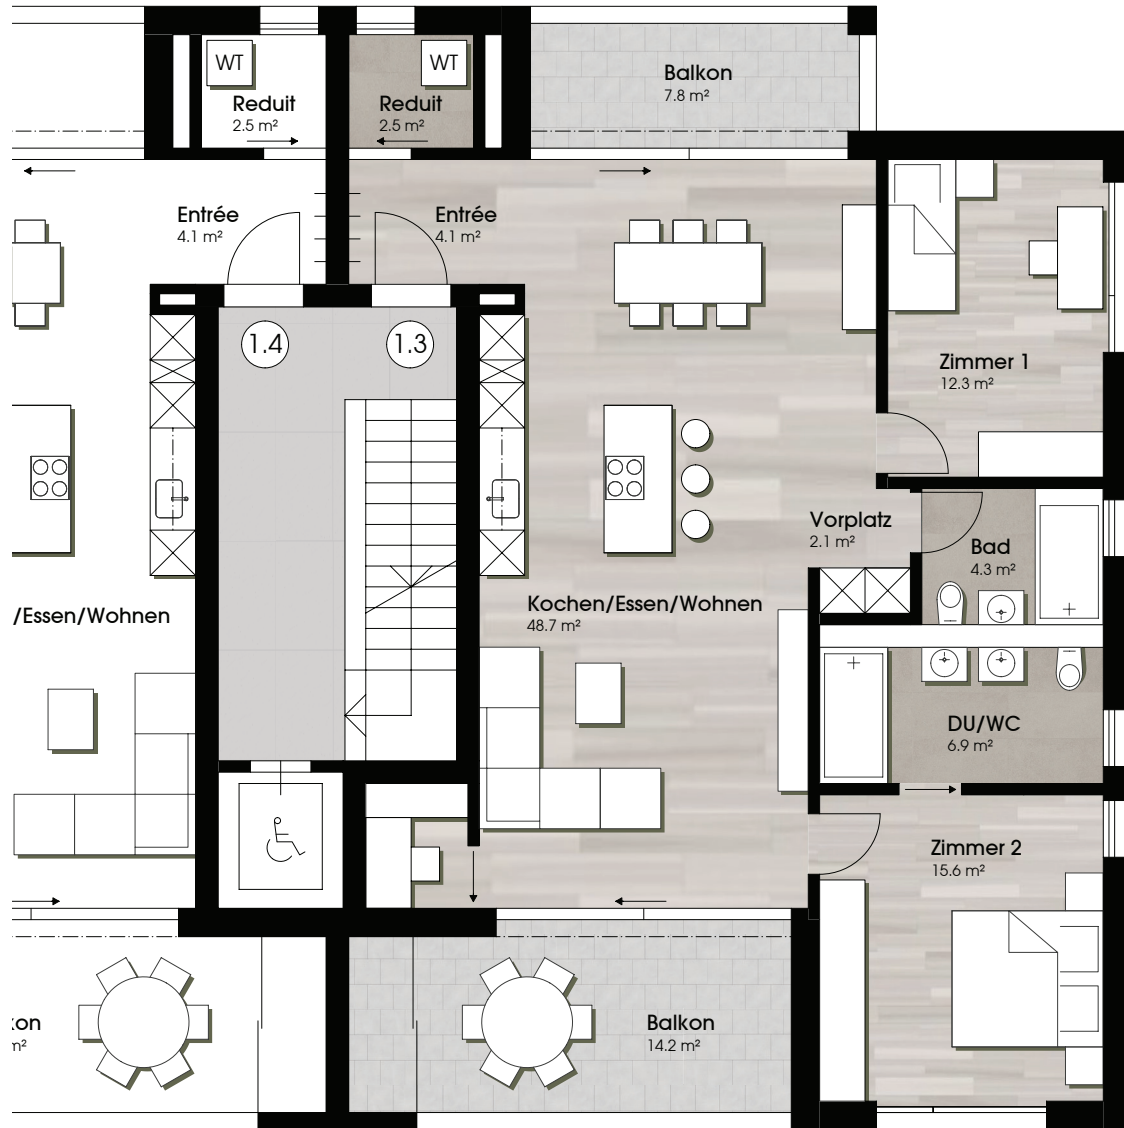 WT
Reduit
2.5 m²
WT
Reduit
2.5 m²
Balkon
7.8 m²
Entrée
4.1 m²
Entrée
4.1 m²
1.4
1.3
Zimmer 1
12.3 m²
Vorplatz
2.1 m²
Bad
4.3 m²
/Essen/Wohnen
Kochen/Essen/Wohnen
48.7 m²
DU/WC
6.9 m²
Zimmer 2
15.6 m²
kon
m²
Balkon
14.2 m²